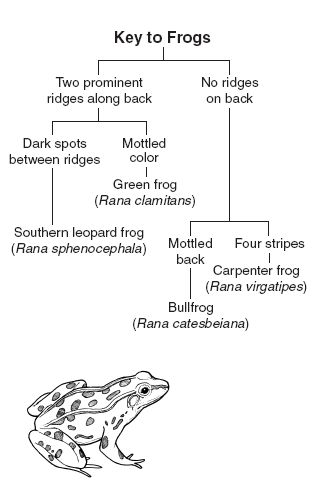 Key to Frogs
Two prominent
ridges along back
No ridges
on back
Dark spots
between ridges
Mottled
color
Green frog
(Rana clamitans)
Southern leopard frog
(Rana sphenocephala)
Mottled
back
Four stripes
Carpenter frog
(Rana virgatipes)
Bullfrog
(Rana catesbeiana)